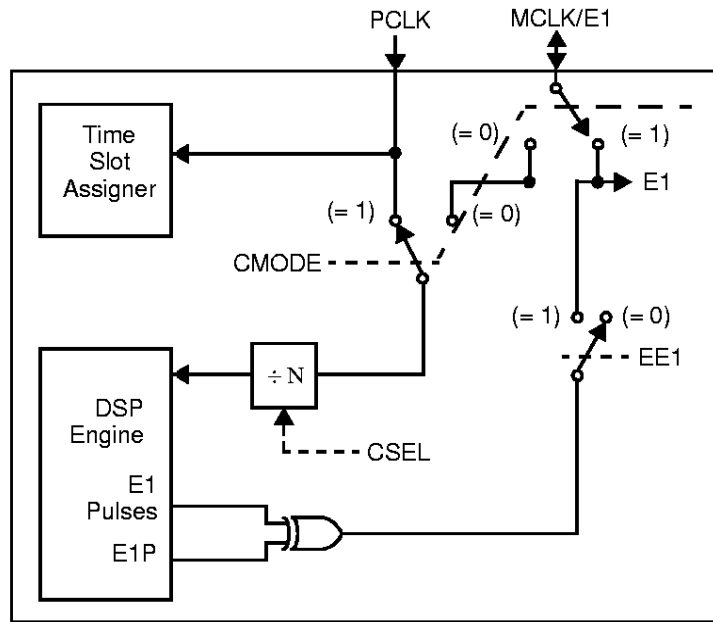 PCLK
MCLK/E1
Time
Slot
Assigner
(= 0)
(= 1)
E1
(= 1)
(= 0)
CMODE
(= 1)
(= 0)
EE1
÷ N
DSP
Engine
CSEL
E1
Pulses
E1P